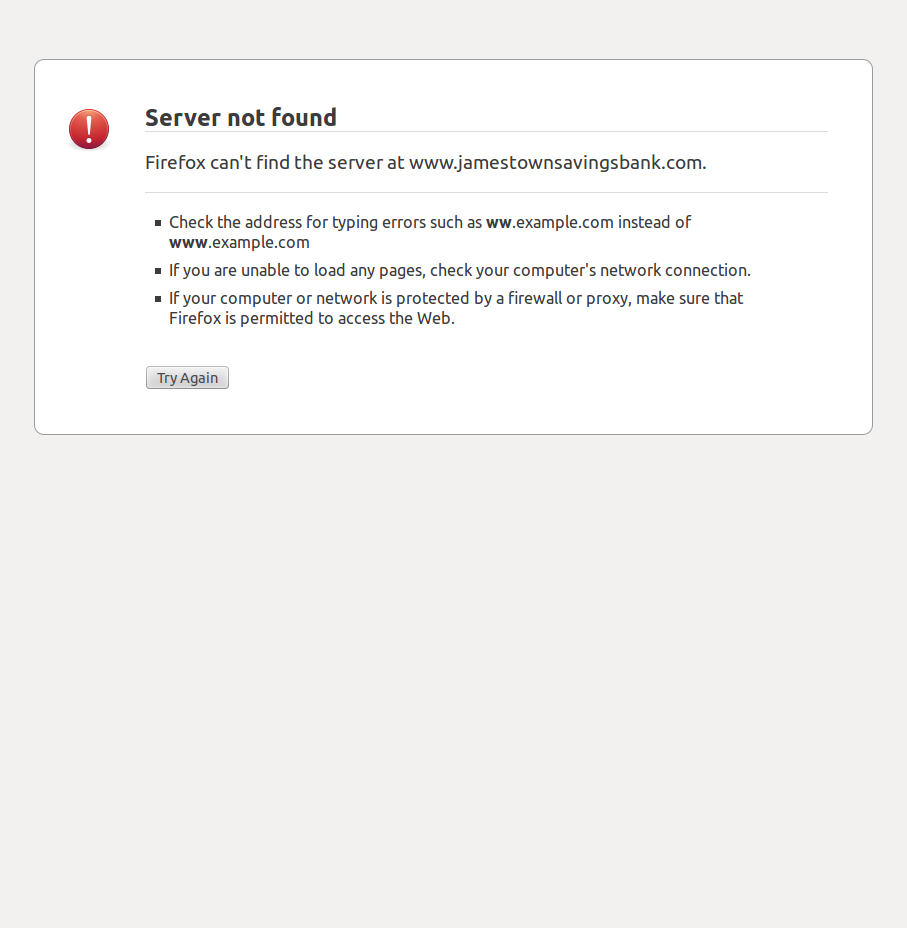 Server not found
Firefox can't find the server at www.jamestownsavingsbank.com.
Check the address for typing errors such as ww.example.com instead of
www.example.com
If you are unable to load any pages, check your computer's network connection.
If your computer or network is protected by a firewall or proxy, make sure that
Firefox is permitted to access the Web.
Try Again